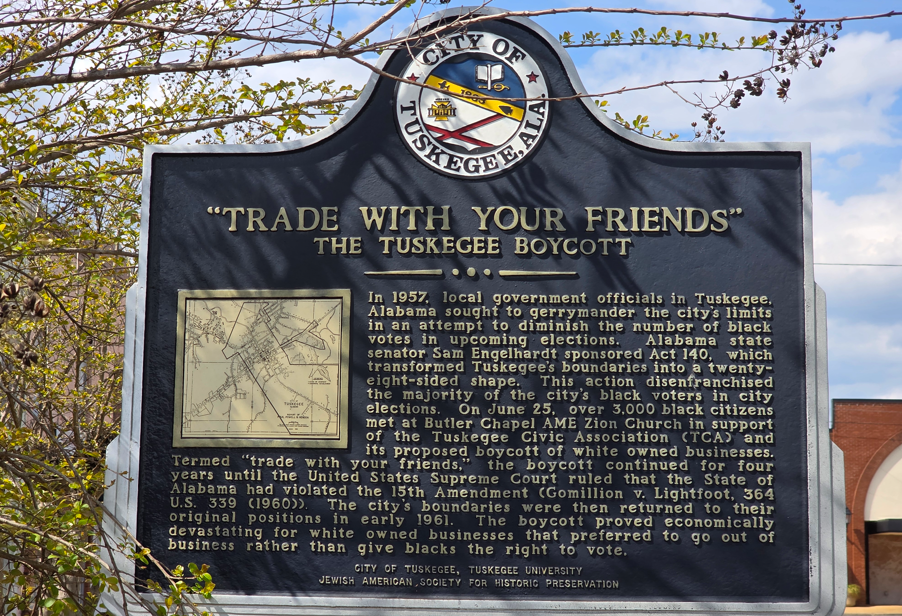 CITY OF
1833
TUSKEGEE, ALA
"TRADE WITH YOUR FRIENDS"
THE TUSKEGEE BOYCOTT
In 1957, local government officials in Tuskegee,
Alabama sought to gerrymander the city's limits
in an attempt to diminish the number of black
votes in upcoming elections. Alabama state
senator Sam Engelhardt sponsored Act 140, which
transformed Tuskegee's boundaries into a twenty-
eight-sided shape. This action disenfranchised
the majority of the city's black voters in city
elections. On June 25, over 3,000 black citizens
met at Butler Chapel AME Zion Church in support
of the Tuskegee Civic Association (TCA) and
its proposed boycott of white owned businesses.
Termed "trade with your friends," the boycott continued for four
years until the United States Supreme Court ruled that the State of
Alabama had violated the 15th Amendment (Gomillion v. Lightfoot, 364
U.S. 339 (1960)). The city's boundaries were then returned to their
original positions in early 1961. The boycott proved economically
devastating for white owned businesses that preferred to go out of
business rather than give blacks the right to vote.
CITY OF TUSKEGEE, TUSKEGEE UNIVERSITY
JEWISH AMERICAN SOCIETY FOR HISTORIC PRESERVATION